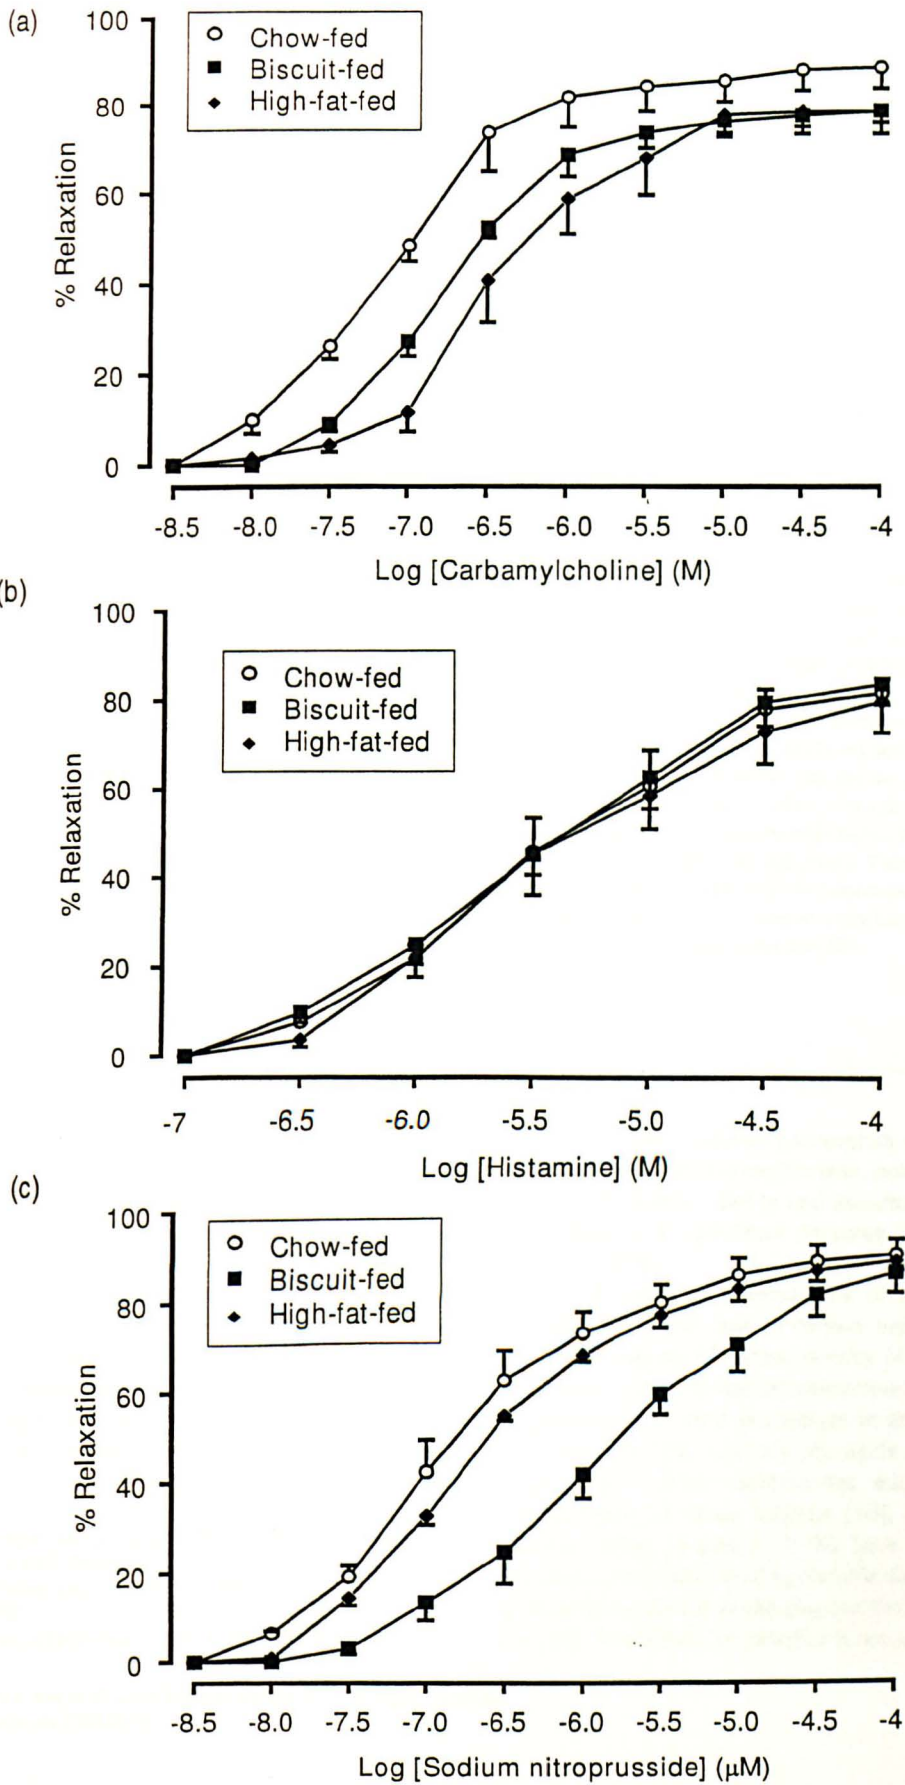 (a)
100
80
60
40
20
0
% Relaxation
Chow-fed
Biscuit-fed
High-fat-fed
-8.5 -8.0 -7.5 -7.0 -6.5 -6.0 -5.5 -5.0 -4.5 -4
Log [Carbamylcholine] (M)
(b)
100
80
60
40
20
0
% Relaxation
Chow-fed
Biscuit-fed
High-fat-fed
-7 -6.5 -6.0 -5.5 -5.0 -4.5 -4
Log [Histamine] (M)
(c)
100
80
60
40
20
0
% Relaxation
Chow-fed
Biscuit-fed
High-fat-fed
-8.5 -8.0 -7.5 -7.0 -6.5 -6.0 -5.5 -5.0 -4.5 -4
Log [Sodium nitroprusside] (μM)